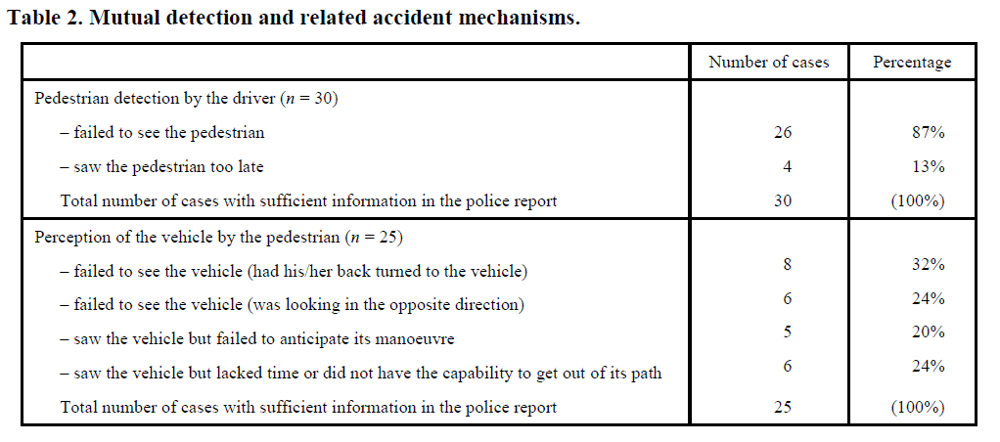 Table 2. Mutual detection and related accident mechanisms.
Number of cases Percentage
Pedestrian detection by the driver (n = 30)
– failed to see the pedestrian 26 87%
– saw the pedestrian too late 4 13%
Total number of cases with sufficient information in the police report 30 (100%)
Perception of the vehicle by the pedestrian (n = 25)
– failed to see the vehicle (had his/her back turned to the vehicle) 8 32%
– failed to see the vehicle (was looking in the opposite direction) 6 24%
– saw the vehicle but failed to anticipate its manoeuvre 5 20%
– saw the vehicle but lacked time or did not have the capability to get out of its path 6 24%
Total number of cases with sufficient information in the police report 25 (100%)